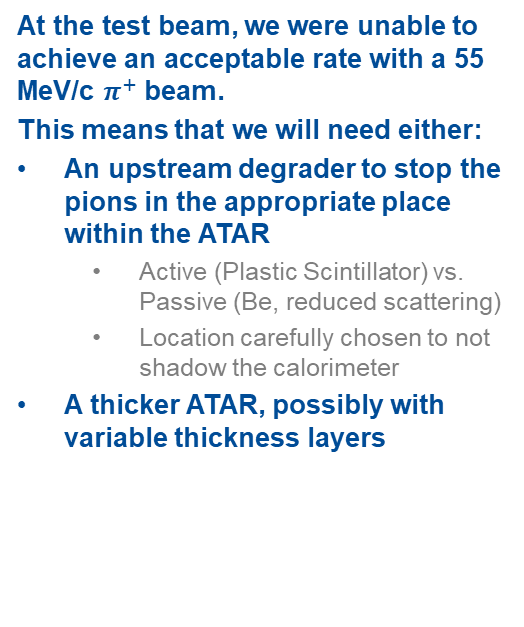 At the test beam, we were unable to
achieve an acceptable rate with a 55
MeV/c π⁺ beam.
This means that we will need either:
• An upstream degrader to stop the
pions in the appropriate place
within the ATAR
• Active (Plastic Scintillator) vs.
Passive (Be, reduced scattering)
• Location carefully chosen to not
shadow the calorimeter
• A thicker ATAR, possibly with
variable thickness layers